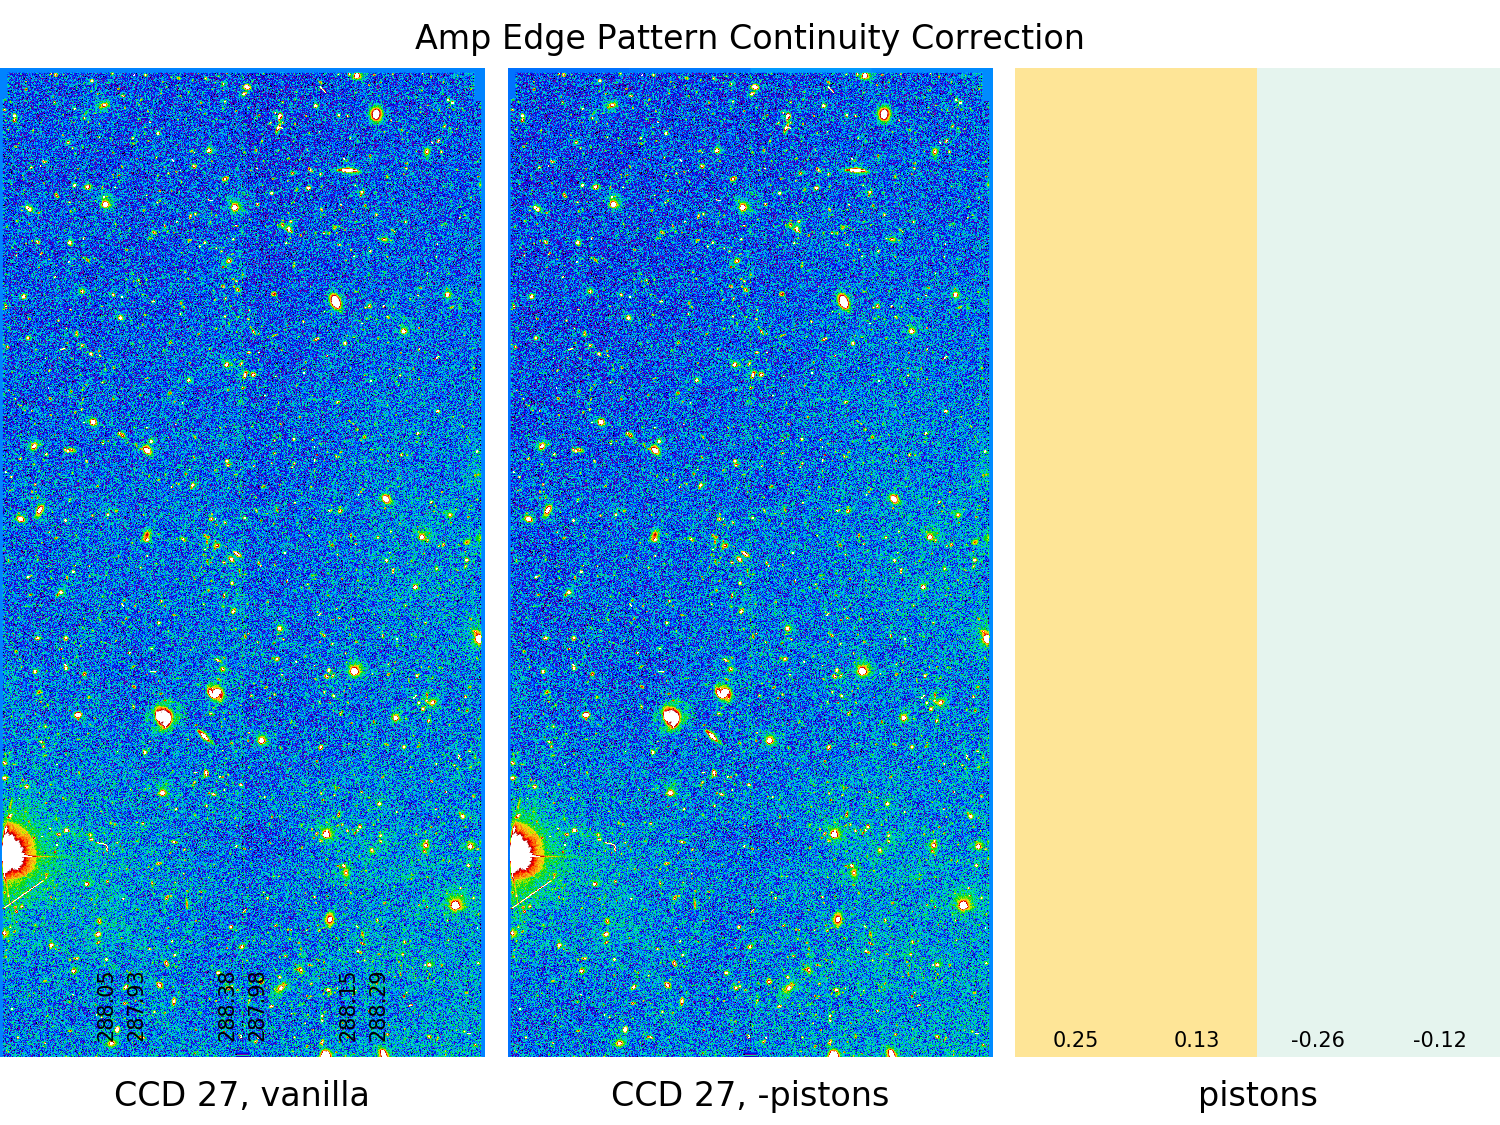 Amp Edge Pattern Continuity Correction
288.05
287.93
288.38
287.98
288.15
288.29
0.25 0.13 -0.26 -0.12
CCD 27, vanilla
CCD 27, -pistons
pistons